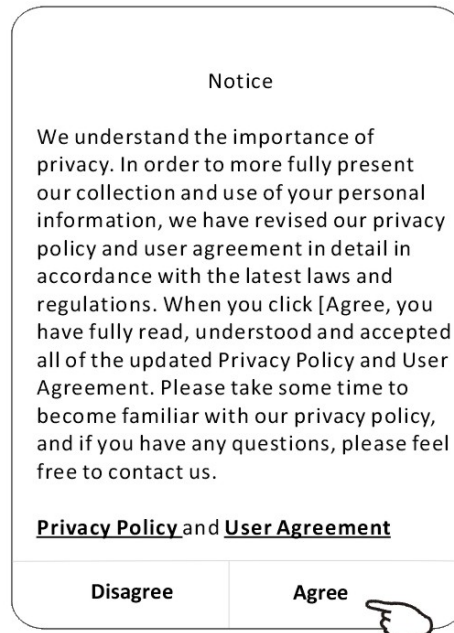 Notice
We understand the importance of
privacy. In order to more fully present
our collection and use of your personal
information, we have revised our privacy
policy and user agreement in detail in
accordance with the latest laws and
regulations. When you click [Agree, you
have fully read, understood and accepted
all of the updated Privacy Policy and User
Agreement. Please take some time to
become familiar with our privacy policy,
and if you have any questions, please feel
free to contact us.
Privacy Policy and User Agreement
Disagree Agree